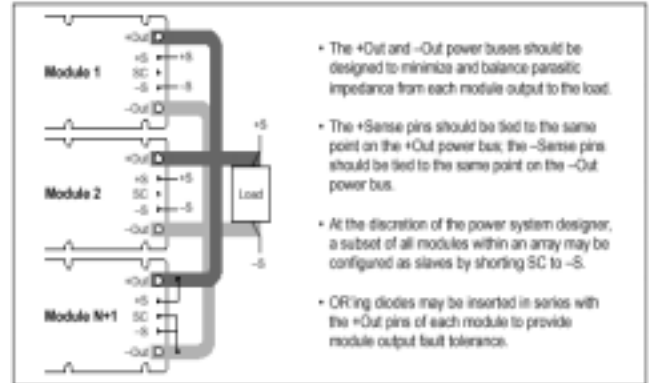 +Out
+S
+S
Module 1
SC
–S
–S
–Out
+S
+Out
+S
+S
Module 2
SC
Load
–S
–S
–Out
–S
+Out
+S
Module N+1
SC
–S
–Out
• The +Out and –Out power buses should be
designed to minimize and balance parasitic
impedance from each module output to the load.
• The +Sense pins should be tied to the same
point on the +Out power bus; the –Sense pins
should be tied to the same point on the –Out
power bus.
• At the discretion of the power system designer,
a subset of all modules within an array may be
configured as slaves by shorting SC to –S.
• OR'ing diodes may be inserted in series with
the +Out pins of each module to provide
module output fault tolerance.